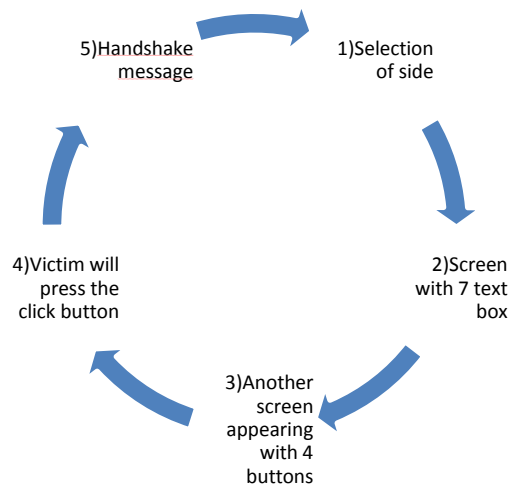 1)Selection
of side
2)Screen
with 7 text
box
3)Another
screen
appearing
with 4
buttons
4)Victim will
press the
click button
5)Handshake
message